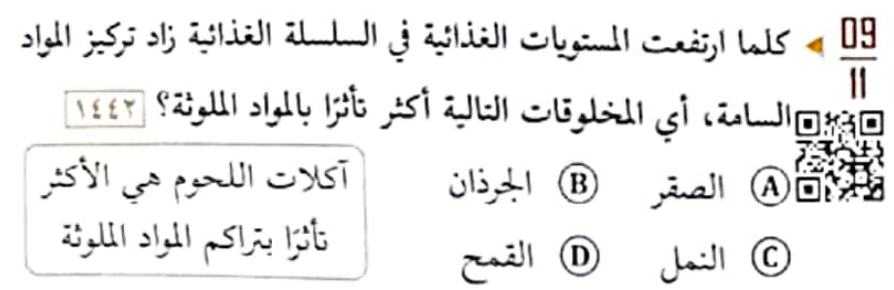 09
11
كلما ارتفعت المستويات الغذائية في السلسلة الغذائية زاد تركيز المواد
السامة، أي المخلوقات التالية أكثر تأثرًا بالمواد الملوثة؟ ١٤٤٢
A الصقر
B الجرذان
C النمل
D القمح
آكلات اللحوم هي الأكثر
تأثرًا بتراكم المواد الملوثة